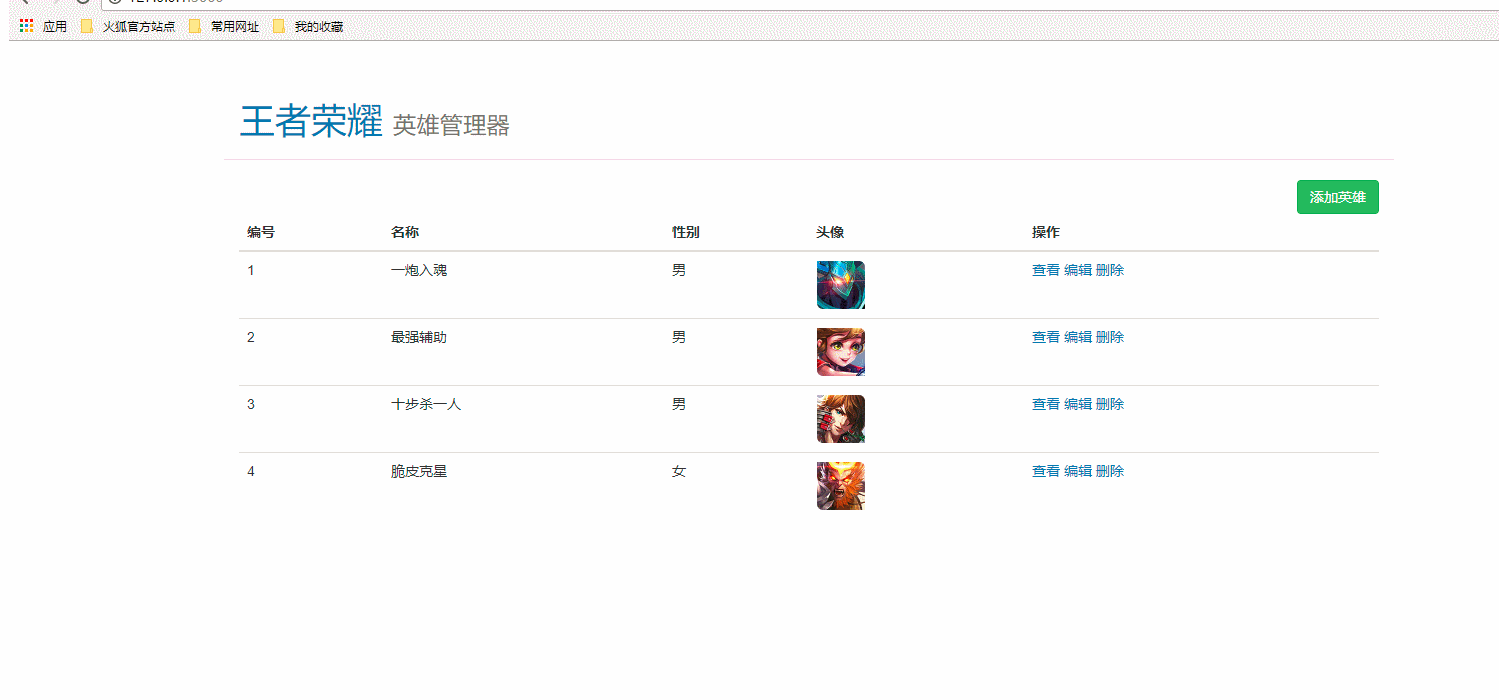 应用 火狐官方站点 常用网址 我的收藏
王者荣耀 英雄管理器
添加英雄
编号 名称 性别 头像 操作
1 一炮入魂 男 查看 编辑 删除
2 最强辅助 男 查看 编辑 删除
3 十步杀一人 男 查看 编辑 删除
4 脆皮克星 女 查看 编辑 删除